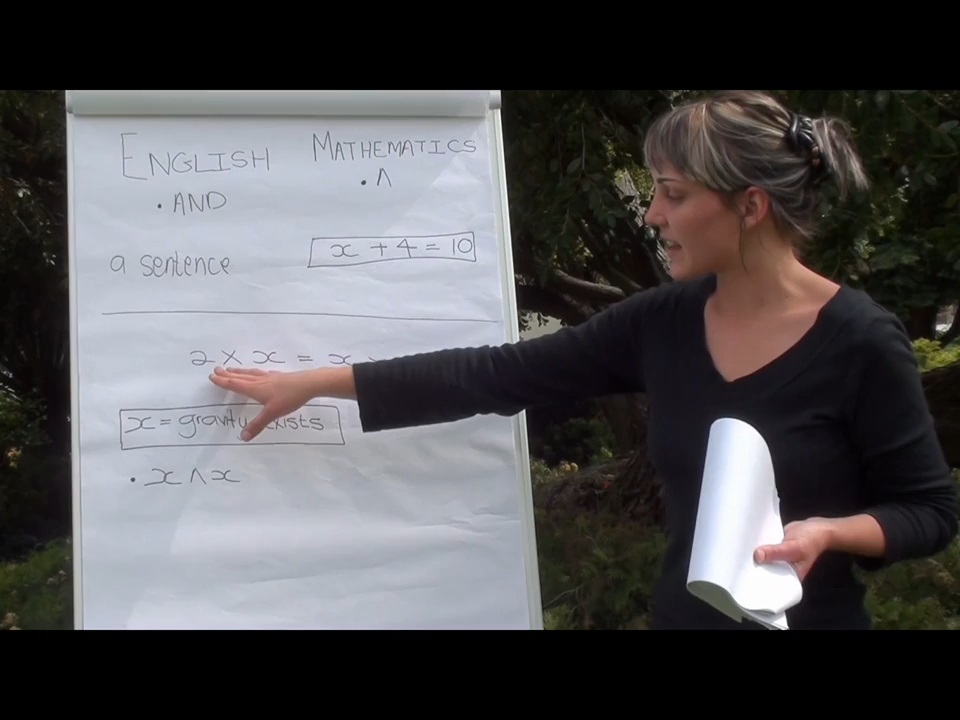 ENGLISH MATHEMATICS
• AND • ∧
a sentence x + 4 = 10
2 × x = x
x = gravity exists
• x ∧ x